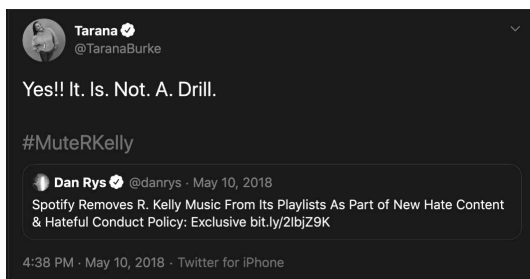 Tarana
@TaranaBurke
Yes!! It. Is. Not. A. Drill.
#MuteRKelly
Dan Rys @danrys · May 10, 2018
Spotify Removes R. Kelly Music From Its Playlists As Part of New Hate Content
& Hateful Conduct Policy: Exclusive bit.ly/2IbjZ9K
4:38 PM · May 10, 2018 · Twitter for iPhone